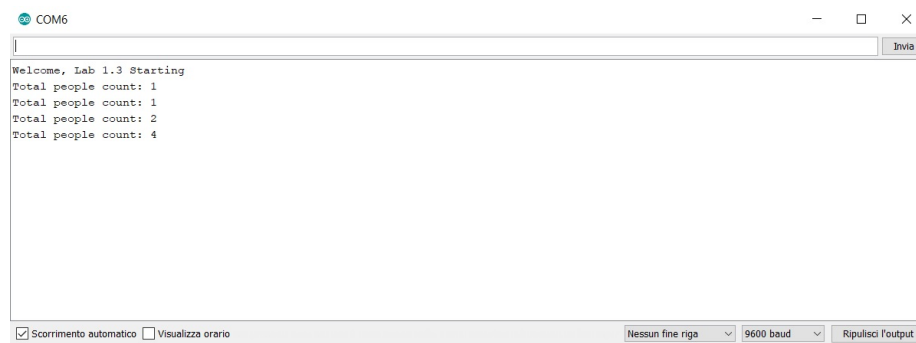 COM6
Invia
Welcome, Lab 1.3 Starting
Total people count: 1
Total people count: 1
Total people count: 2
Total people count: 4
Scorrimento automatico Visualizza orario Nessun fine riga 9600 baud Ripulisci l'output